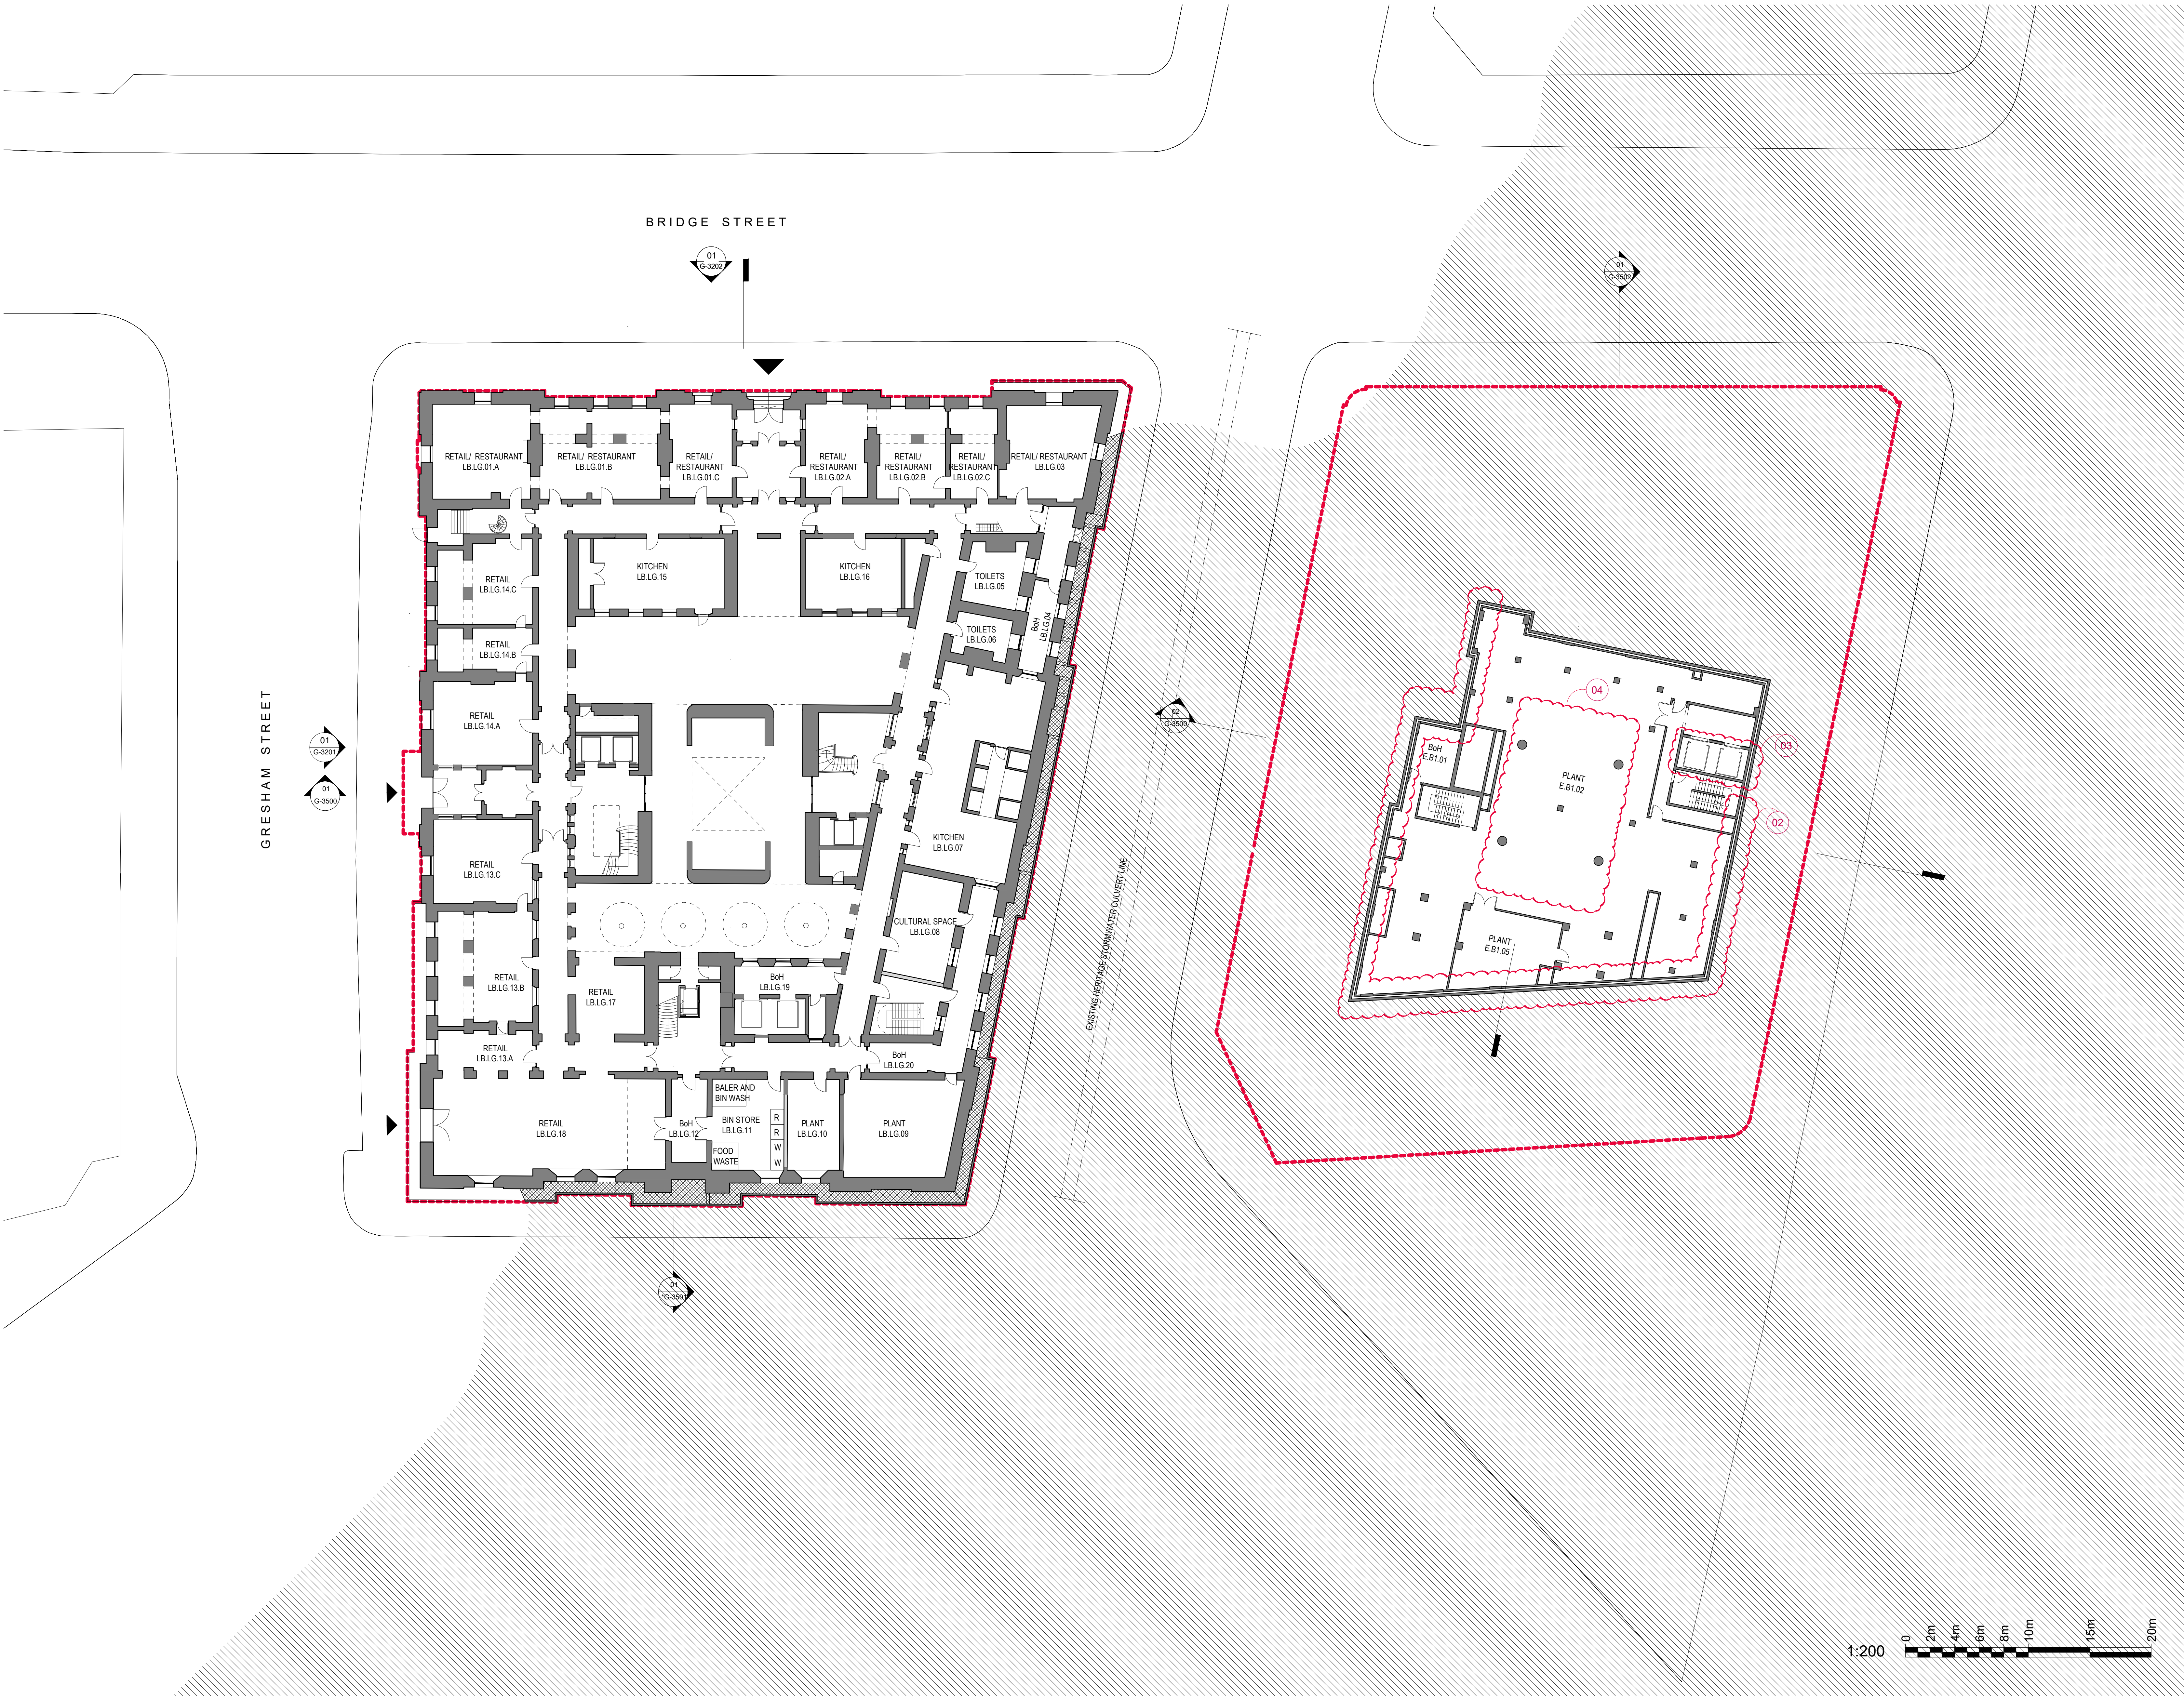 BRIDGE STREET
01
G-3202
01
G-3502
RETAIL/ RESTAURANT
LB.LG.01.A
RETAIL/ RESTAURANT
LB.LG.01.B
RETAIL/
RESTAURANT
LB.LG.01.C
RETAIL/
RESTAURANT
LB.LG.02.A
RETAIL/
RESTAURANT
LB.LG.02.B
RETAIL/
RESTAURANT
LB.LG.02.C
RETAIL/ RESTAURANT
LB.LG.03
RETAIL
LB.LG.14.C
KITCHEN
LB.LG.15
KITCHEN
LB.LG.16
TOILETS
LB.LG.05
TOILETS
LB.LG.06
BoH
LB.LG.04
RETAIL
LB.LG.14.B
RETAIL
LB.LG.14.A
GRESHAM STREET
01
G-3201
01
G-3500
02
G-3500
04
03
02
BoH
E.B1.01
PLANT
E.B1.02
PLANT
E.B1.05
KITCHEN
LB.LG.07
RETAIL
LB.LG.13.C
CULTURAL SPACE
LB.LG.08
EXISTING HERITAGE STORMWATER CULVERT LINE
RETAIL
LB.LG.13.B
RETAIL
LB.LG.17
BoH
LB.LG.19
RETAIL
LB.LG.13.A
BoH
LB.LG.20
RETAIL
LB.LG.18
BoH
LB.LG.12
BALER AND
BIN WASH
BIN STORE
LB.LG.11
FOOD
WASTE
R
R
W
W
PLANT
LB.LG.10
PLANT
LB.LG.09
01
*G-3501
1:200
0
2m
4m
6m
8m
10m
15m
20m